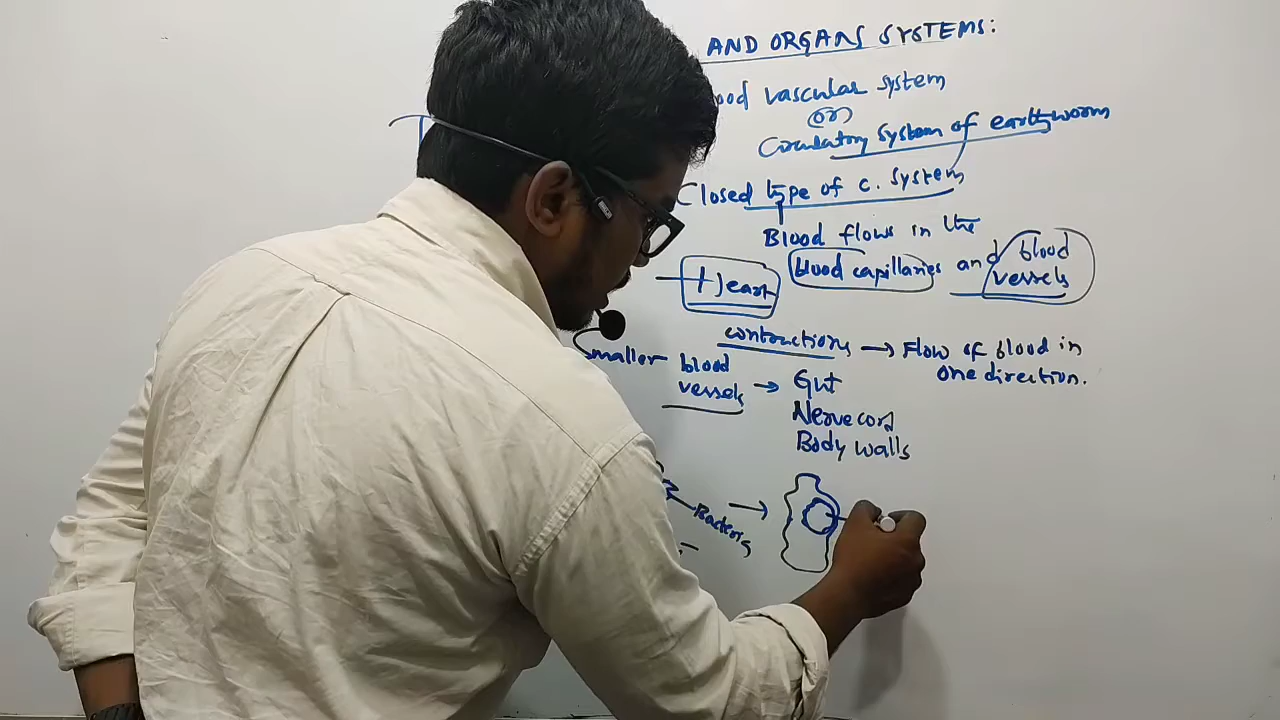 AND ORGANS SYSTEMS:
ood vascular system
(or)
Circulatory system of earthworm
Closed type of c. system
Blood flows in the
blood capillaries and blood vessels
Heart
contractions → Flow of blood in
one direction.
smaller blood
vessels → Gut
Nerve cord
Body walls
→